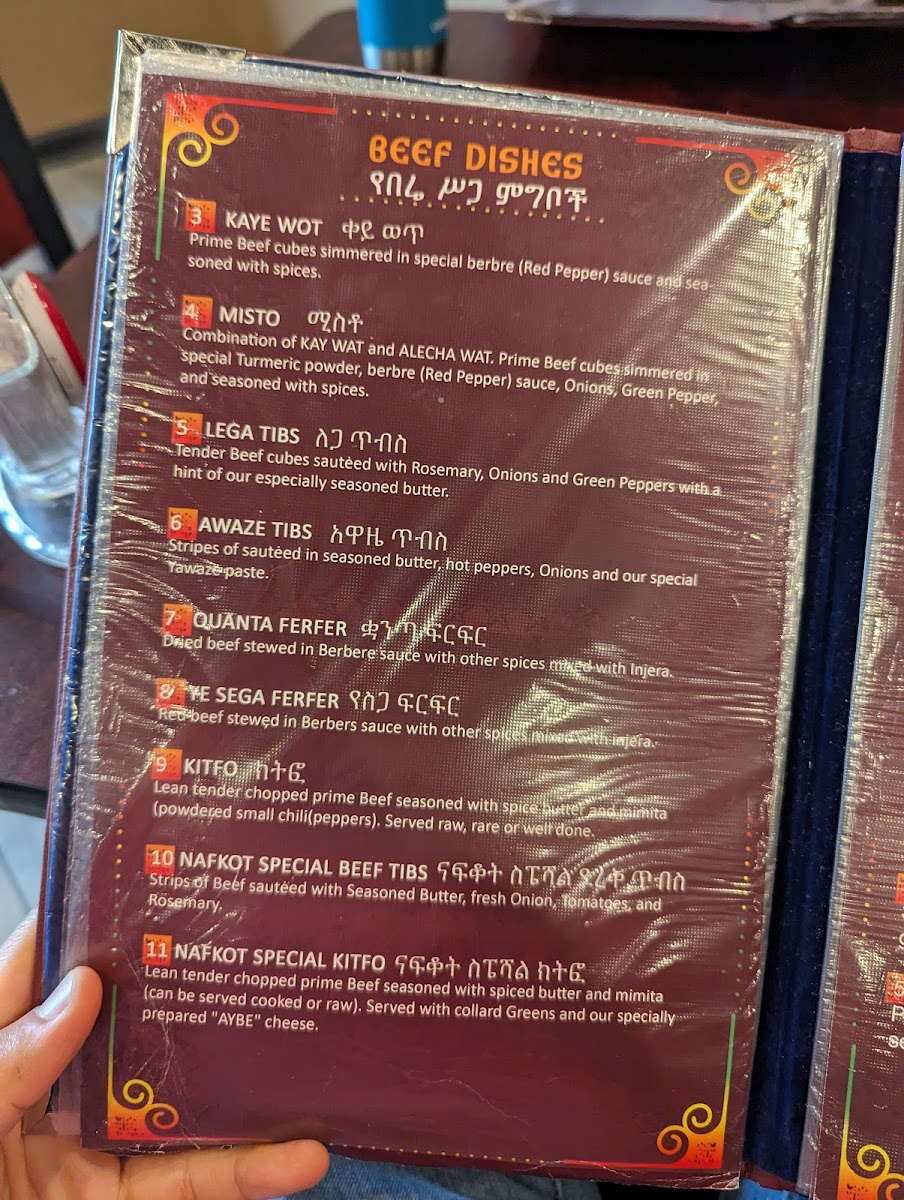 BEEF DISHES
የበሬ ሥጋ ምግቦች
3 KAYE WOT ቀይ ወጥ
Prime Beef cubes simmered in special berbre (Red Pepper) sauce and sea-
soned with spices.
4 MISTO ሚስቶ
Combination of KAY WAT and ALECHA WAT. Prime Beef cubes simmered in
special Turmeric powder, berbre (Red Pepper) sauce, Onions, Green Pepper,
and seasoned with spices.
5 LEGA TIBS ለጋ ጥብስ
Tender Beef cubes sautėed with Rosemary, Onions and Green Peppers with a
hint of our especially seasoned butter.
6 AWAZE TIBS አዋዜ ጥብስ
Stripes of sautėed in seasoned butter, hot peppers, Onions and our special
Yawaze paste.
7 QUANTA FERFER ቋንጣ ፍርፍር
Dried beef stewed in Berbere sauce with other spices mixed with Injera.
8 YE SEGA FERFER የስጋ ፍርፍር
Red beef stewed in Berbers sauce with other spices mixed with injera.
9 KITFO ክትፎ
Lean tender chopped prime Beef seasoned with spice butter and mimita
(powdered small chili(peppers). Served raw, rare or well done.
10 NAFKOT SPECIAL BEEF TIBS ናፍቆት ስፔሻል ደረቅ ጥብስ
Strips of Beef sautėed with Seasoned Butter, fresh Onion, Tomatoes, and
Rosemary.
11 NAFKOT SPECIAL KITFO ናፍቆት ስፔሻል ክትፎ
Lean tender chopped prime Beef seasoned with spiced butter and mimita
(can be served cooked or raw). Served with collard Greens and our specially
prepared "AYBE" cheese.